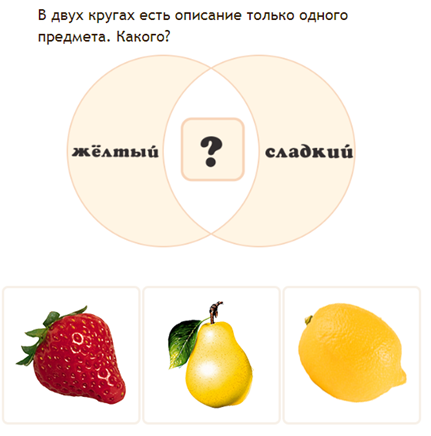 В двух кругах есть описание только одного
предмета. Какого?
жёлтый ? сладкий